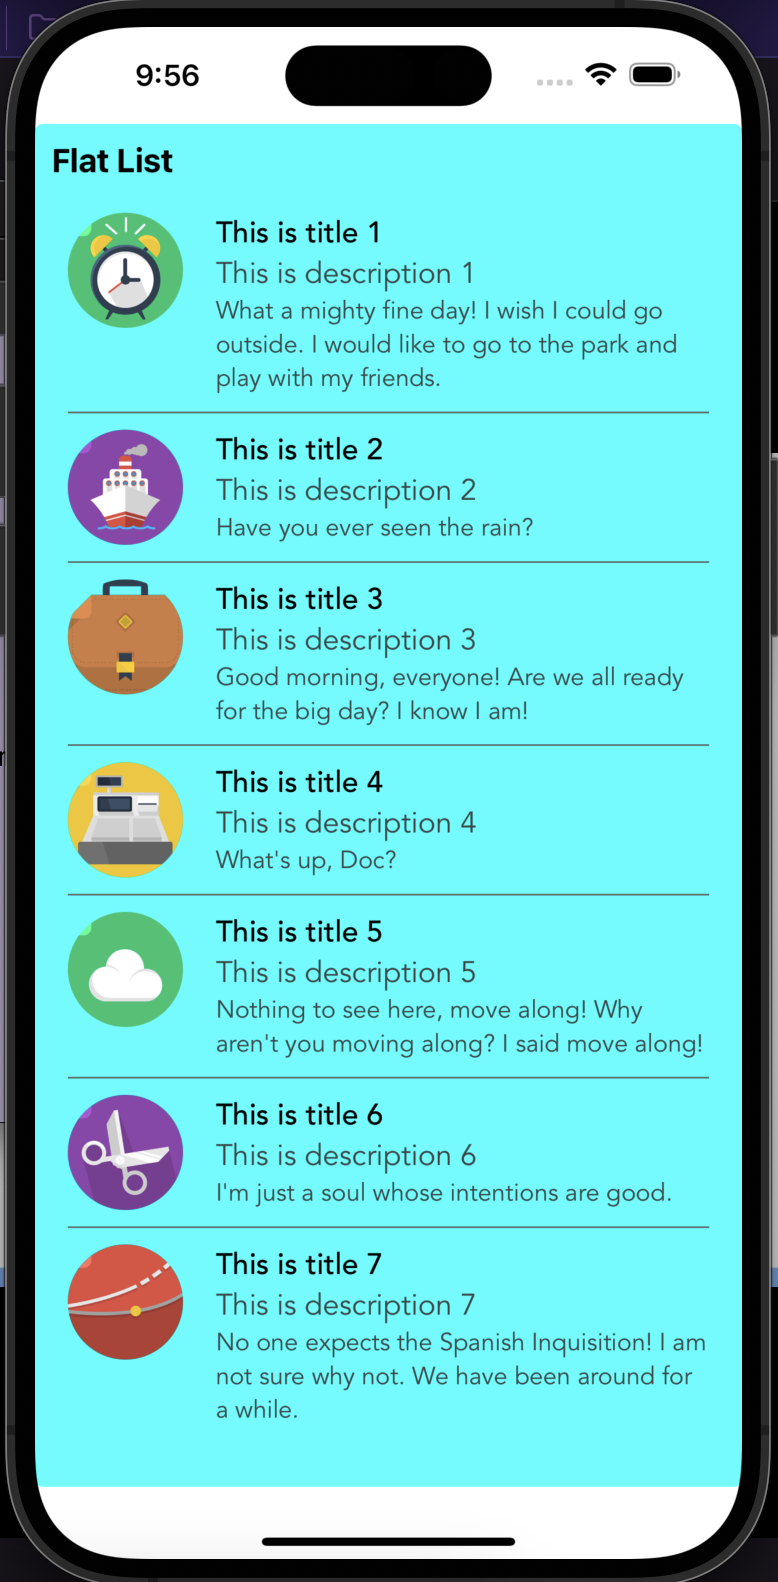 9:56
Flat List
This is title 1
This is description 1
What a mighty fine day! I wish I could go
outside. I would like to go to the park and
play with my friends.
This is title 2
This is description 2
Have you ever seen the rain?
This is title 3
This is description 3
Good morning, everyone! Are we all ready
for the big day? I know I am!
This is title 4
This is description 4
What's up, Doc?
This is title 5
This is description 5
Nothing to see here, move along! Why
aren't you moving along? I said move along!
This is title 6
This is description 6
I'm just a soul whose intentions are good.
This is title 7
This is description 7
No one expects the Spanish Inquisition! I am
not sure why not. We have been around for
a while.